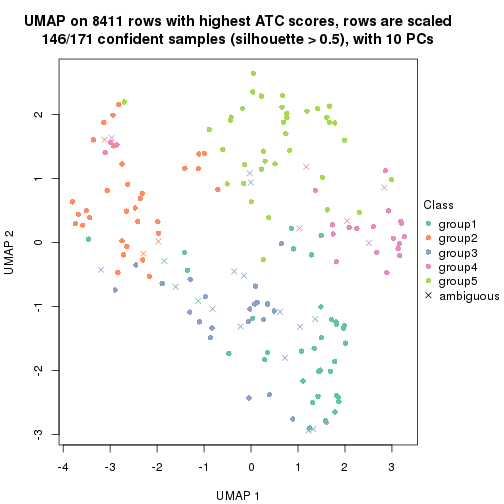 UMAP on 8411 rows with highest ATC scores, rows are scaled
146/171 confident samples (silhouette > 0.5), with 10 PCs
UMAP 2
2
1
0
-1
-2
-3
-4
-3
-2
-1
0
1
2
3
UMAP 1
Class
group1
group2
group3
group4
group5
ambiguous